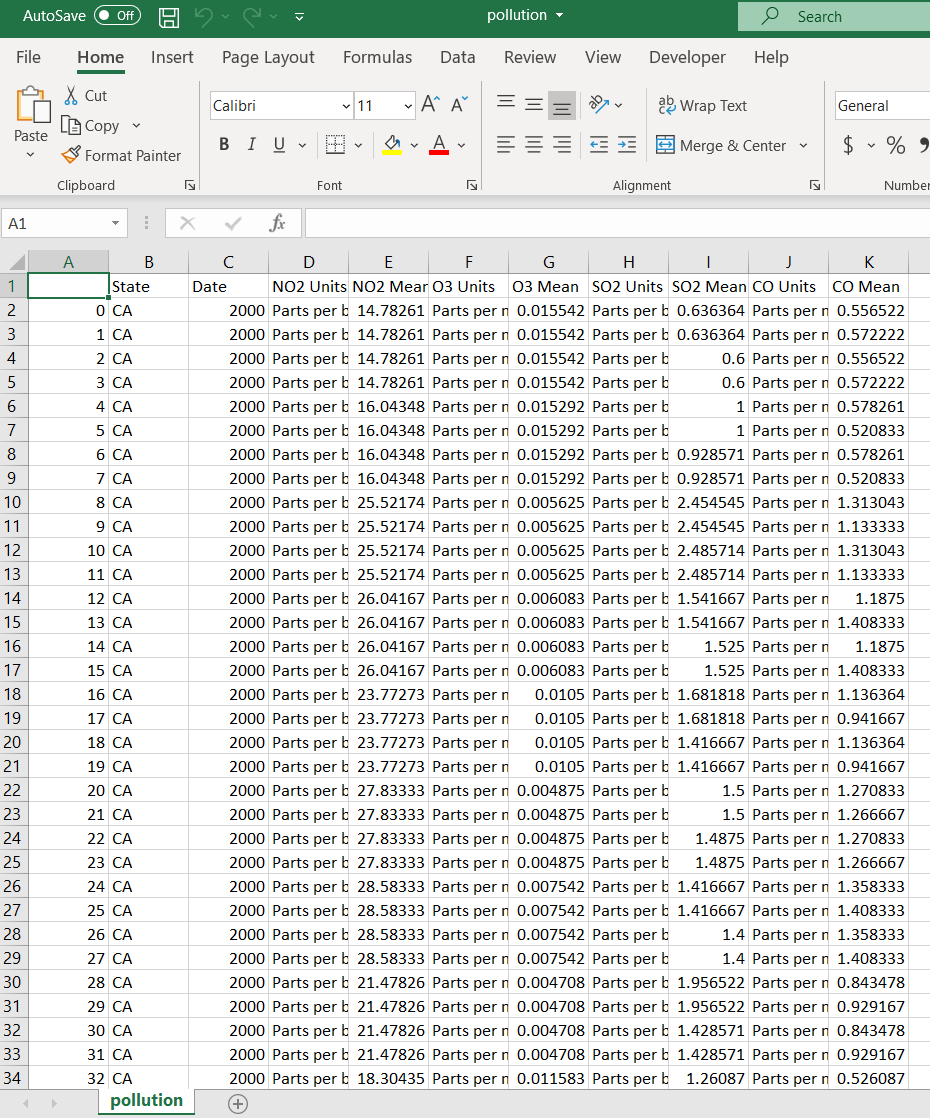 AutoSave Off pollution Search
File Home Insert Page Layout Formulas Data Review View Developer Help
Cut
Copy
Format Painter
Paste
Calibri 11
B I U A
Wrap Text
Merge & Center
General
$ % ,
Clipboard Font Alignment Number
A1 fx
A B C D E F G H I J K
1 State Date NO2 Units NO2 Mean O3 Units O3 Mean SO2 Units SO2 Mean CO Units CO Mean
2 0 CA 2000 Parts per b 14.78261 Parts per n 0.015542 Parts per b 0.636364 Parts per n 0.556522
3 1 CA 2000 Parts per b 14.78261 Parts per n 0.015542 Parts per b 0.636364 Parts per n 0.572222
4 2 CA 2000 Parts per b 14.78261 Parts per n 0.015542 Parts per b 0.6 Parts per n 0.556522
5 3 CA 2000 Parts per b 14.78261 Parts per n 0.015542 Parts per b 0.6 Parts per n 0.572222
6 4 CA 2000 Parts per b 16.04348 Parts per n 0.015292 Parts per b 1 Parts per n 0.578261
7 5 CA 2000 Parts per b 16.04348 Parts per n 0.015292 Parts per b 1 Parts per n 0.520833
8 6 CA 2000 Parts per b 16.04348 Parts per n 0.015292 Parts per b 0.928571 Parts per n 0.578261
9 7 CA 2000 Parts per b 16.04348 Parts per n 0.015292 Parts per b 0.928571 Parts per n 0.520833
10 8 CA 2000 Parts per b 25.52174 Parts per n 0.005625 Parts per b 2.454545 Parts per n 1.313043
11 9 CA 2000 Parts per b 25.52174 Parts per n 0.005625 Parts per b 2.454545 Parts per n 1.133333
12 10 CA 2000 Parts per b 25.52174 Parts per n 0.005625 Parts per b 2.485714 Parts per n 1.313043
13 11 CA 2000 Parts per b 25.52174 Parts per n 0.005625 Parts per b 2.485714 Parts per n 1.133333
14 12 CA 2000 Parts per b 26.04167 Parts per n 0.006083 Parts per b 1.541667 Parts per n 1.1875
15 13 CA 2000 Parts per b 26.04167 Parts per n 0.006083 Parts per b 1.541667 Parts per n 1.408333
16 14 CA 2000 Parts per b 26.04167 Parts per n 0.006083 Parts per b 1.525 Parts per n 1.1875
17 15 CA 2000 Parts per b 26.04167 Parts per n 0.006083 Parts per b 1.525 Parts per n 1.408333
18 16 CA 2000 Parts per b 23.77273 Parts per n 0.0105 Parts per b 1.681818 Parts per n 1.136364
19 17 CA 2000 Parts per b 23.77273 Parts per n 0.0105 Parts per b 1.681818 Parts per n 0.941667
20 18 CA 2000 Parts per b 23.77273 Parts per n 0.0105 Parts per b 1.416667 Parts per n 1.136364
21 19 CA 2000 Parts per b 23.77273 Parts per n 0.0105 Parts per b 1.416667 Parts per n 0.941667
22 20 CA 2000 Parts per b 27.83333 Parts per n 0.004875 Parts per b 1.5 Parts per n 1.270833
23 21 CA 2000 Parts per b 27.83333 Parts per n 0.004875 Parts per b 1.5 Parts per n 1.266667
24 22 CA 2000 Parts per b 27.83333 Parts per n 0.004875 Parts per b 1.4875 Parts per n 1.270833
25 23 CA 2000 Parts per b 27.83333 Parts per n 0.004875 Parts per b 1.4875 Parts per n 1.266667
26 24 CA 2000 Parts per b 28.58333 Parts per n 0.007542 Parts per b 1.416667 Parts per n 1.358333
27 25 CA 2000 Parts per b 28.58333 Parts per n 0.007542 Parts per b 1.416667 Parts per n 1.408333
28 26 CA 2000 Parts per b 28.58333 Parts per n 0.007542 Parts per b 1.4 Parts per n 1.358333
29 27 CA 2000 Parts per b 28.58333 Parts per n 0.007542 Parts per b 1.4 Parts per n 1.408333
30 28 CA 2000 Parts per b 21.47826 Parts per n 0.004708 Parts per b 1.956522 Parts per n 0.843478
31 29 CA 2000 Parts per b 21.47826 Parts per n 0.004708 Parts per b 1.956522 Parts per n 0.929167
32 30 CA 2000 Parts per b 21.47826 Parts per n 0.004708 Parts per b 1.428571 Parts per n 0.843478
33 31 CA 2000 Parts per b 21.47826 Parts per n 0.004708 Parts per b 1.428571 Parts per n 0.929167
34 32 CA 2000 Parts per b 18.30435 Parts per n 0.011583 Parts per b 1.26087 Parts per n 0.526087
pollution